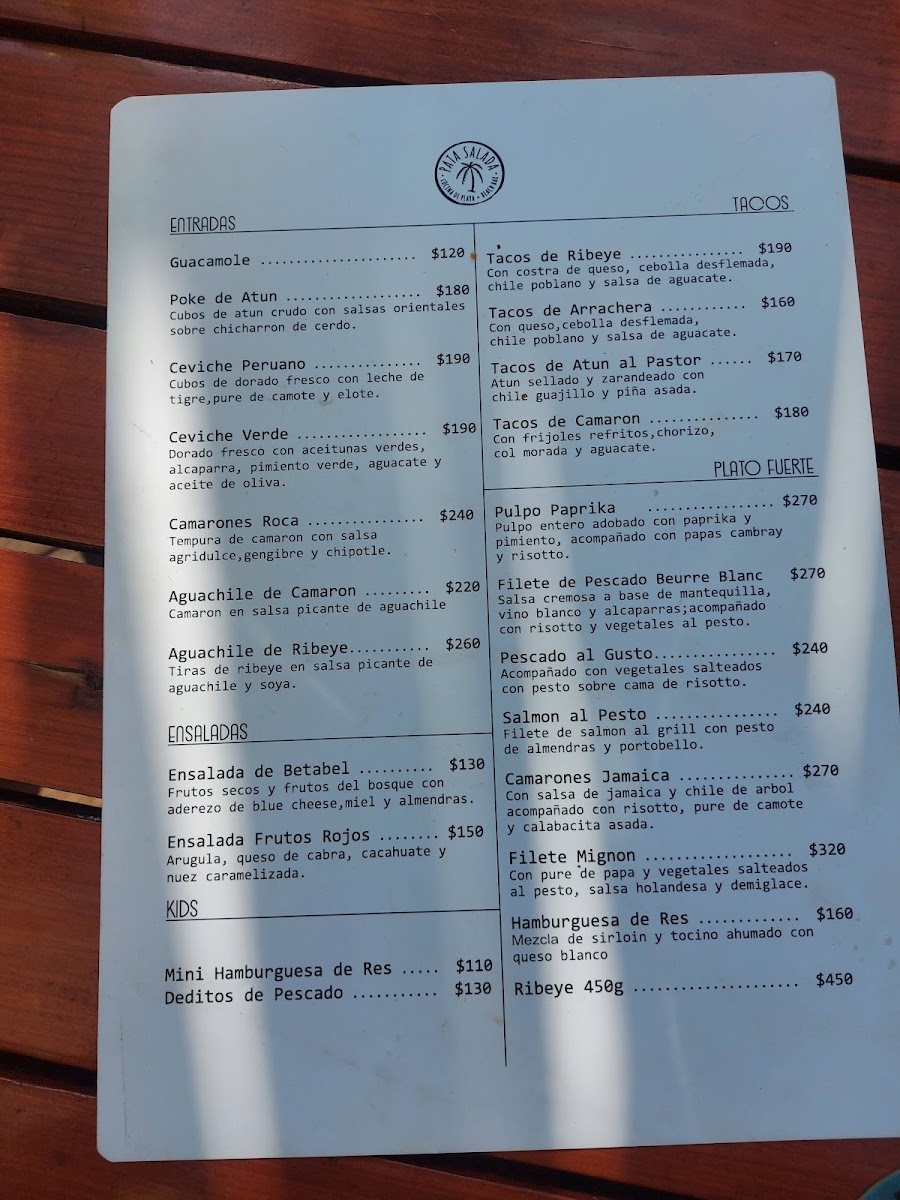 PATA SALADA
COCINA DE PLAYA • BEACH BAR •
ENTRADAS
Guacamole ..................... $120
Poke de Atun .................. $180
Cubos de atun crudo con salsas orientales
sobre chicharron de cerdo.
Ceviche Peruano ............... $190
Cubos de dorado fresco con leche de
tigre,pure de camote y elote.
Ceviche Verde .................. $190
Dorado fresco con aceitunas verdes,
alcaparra, pimiento verde, aguacate y
aceite de oliva.
Camarones Roca ................ $240
Tempura de camaron con salsa
agridulce,gengibre y chipotle.
Aguachile de Camaron ......... $220
Camaron en salsa picante de aguachile
Aguachile de Ribeye........... $260
Tiras de ribeye en salsa picante de
aguachile y soya.
ENSALADAS
Ensalada de Betabel .......... $130
Frutos secos y frutos del bosque con
aderezo de blue cheese,miel y almendras.
Ensalada Frutos Rojos ........ $150
Arugula, queso de cabra, cacahuate y
nuez caramelizada.
KIDS
Mini Hamburguesa de Res ..... $110
Deditos de Pescado ........... $130
TACOS
Tacos de Ribeye ................ $190
Con costra de queso, cebolla desflemada,
chile poblano y salsa de aguacate.
Tacos de Arrachera ............ $160
Con queso,cebolla desflemada,
chile poblano y salsa de aguacate.
Tacos de Atun al Pastor ...... $170
Atun sellado y zarandeado con
chile guajillo y piña asada.
Tacos de Camaron ............... $180
Con frijoles refritos,chorizo,
col morada y aguacate.
PLATO FUERTE
Pulpo Paprika ................. $270
Pulpo entero adobado con paprika y
pimiento, acompañado con papas cambray
y risotto.
Filete de Pescado Beurre Blanc $270
Salsa cremosa a base de mantequilla,
vino blanco y alcaparras;acompañado
con risotto y vegetales al pesto.
Pescado al Gusto................ $240
Acompañado con vegetales salteados
con pesto sobre cama de risotto.
Salmon al Pesto ................ $240
Filete de salmon al grill con pesto
de almendras y portobello.
Camarones Jamaica ............... $270
Con salsa de jamaica y chile de arbol
acompañado con risotto, pure de camote
y calabacita asada.
Filete Mignon ................... $320
Con pure de papa y vegetales salteados
al pesto, salsa holandesa y demiglace.
Hamburguesa de Res ............. $160
Mezcla de sirloin y tocino ahumado con
queso blanco
Ribeye 450g ..................... $450